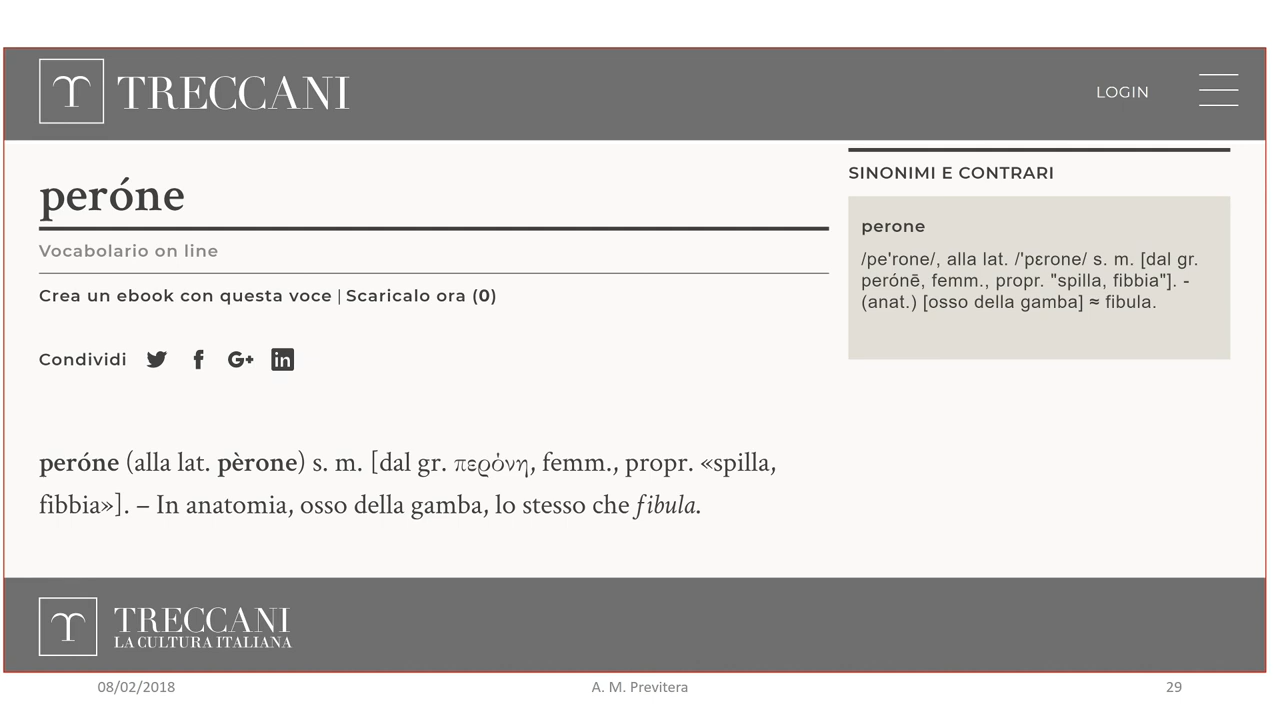 TRECCANI
LOGIN
peróne
Vocabolario on line
Crea un ebook con questa voce | Scaricalo ora (0)
Condividi
peróne (alla lat. pèrone) s. m. [dal gr. περόνη, femm., propr. «spilla,
fibbia»]. – In anatomia, osso della gamba, lo stesso che fibula.
SINONIMI E CONTRARI
perone
/pe'rone/, alla lat. /'pɛrone/ s. m. [dal gr.
perónē, femm., propr. "spilla, fibbia"]. -
(anat.) [osso della gamba] ≈ fibula.
TRECCANI
LA CULTURA ITALIANA
08/02/2018
A. M. Previtera
29